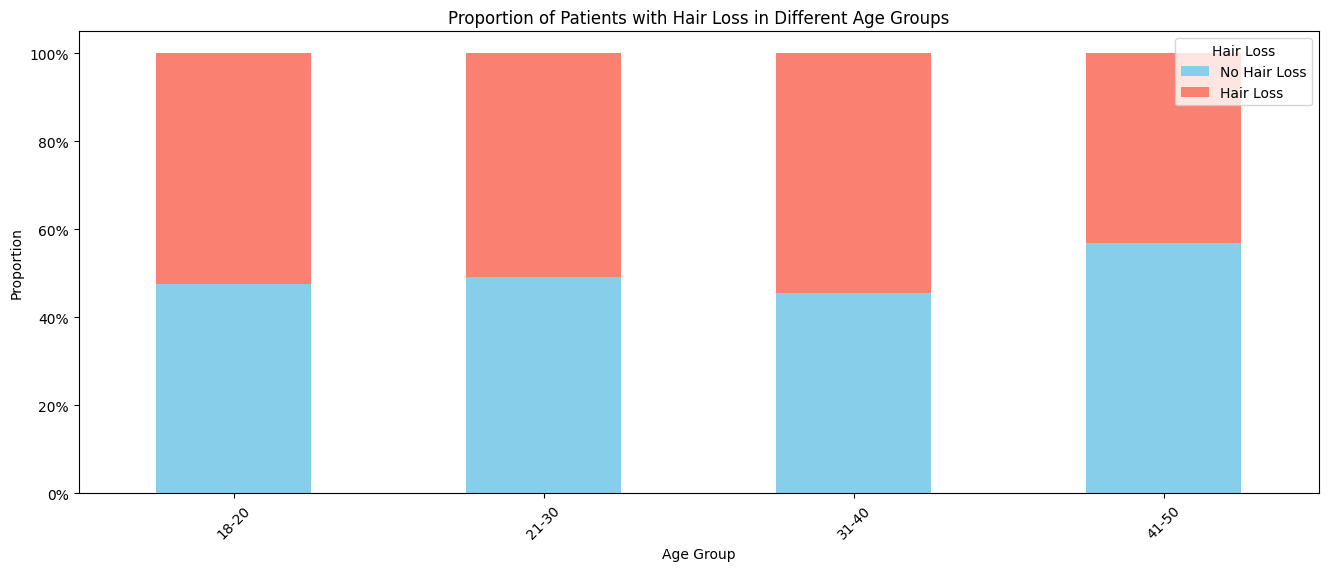 Proportion of Patients with Hair Loss in Different Age Groups
Hair Loss
No Hair Loss
Hair Loss
Proportion
100%
80%
60%
40%
20%
0%
18-20
21-30
31-40
41-50
Age Group